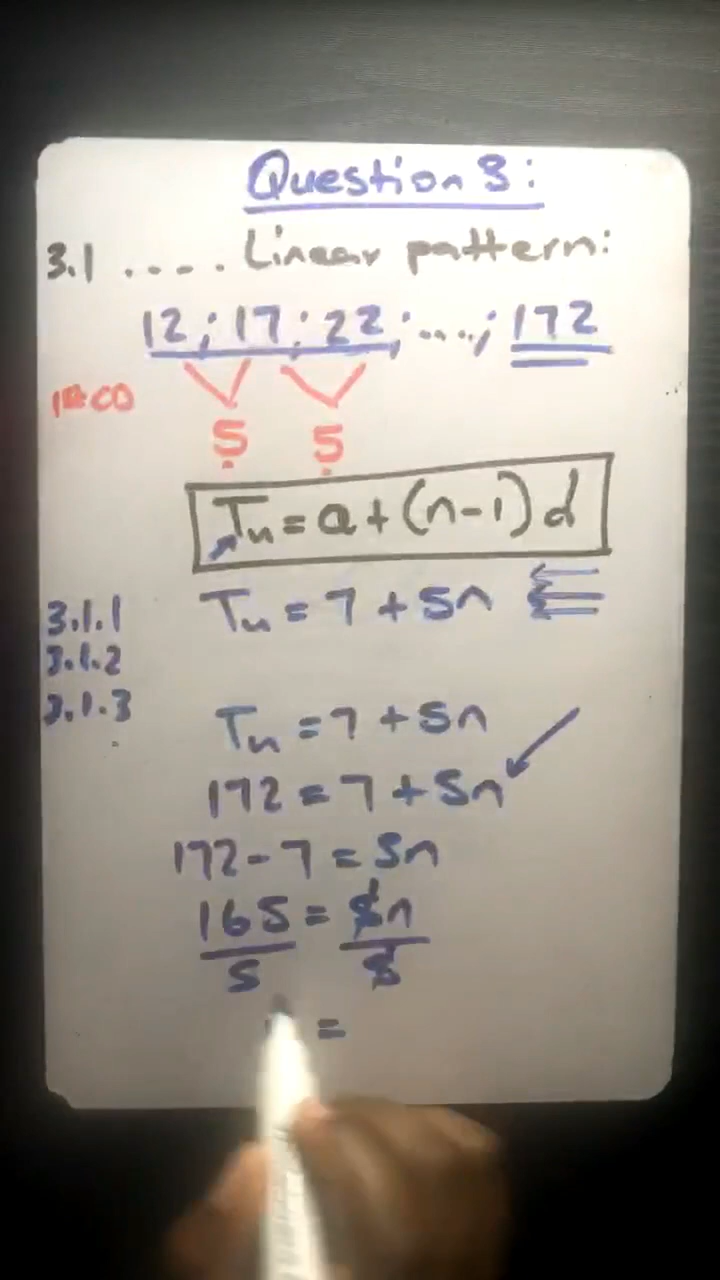 Question 3:
3.1 .... Linear pattern:
12; 17; 22; ....; 172
5 5
Tn = a + (n-1) d
3.1.1 Tn = 7 + 5n
3.1.2
3.1.3
Tn = 7 + 5n
172 = 7 + 5n
172 - 7 = 5n
165 = 5n
5 5
=